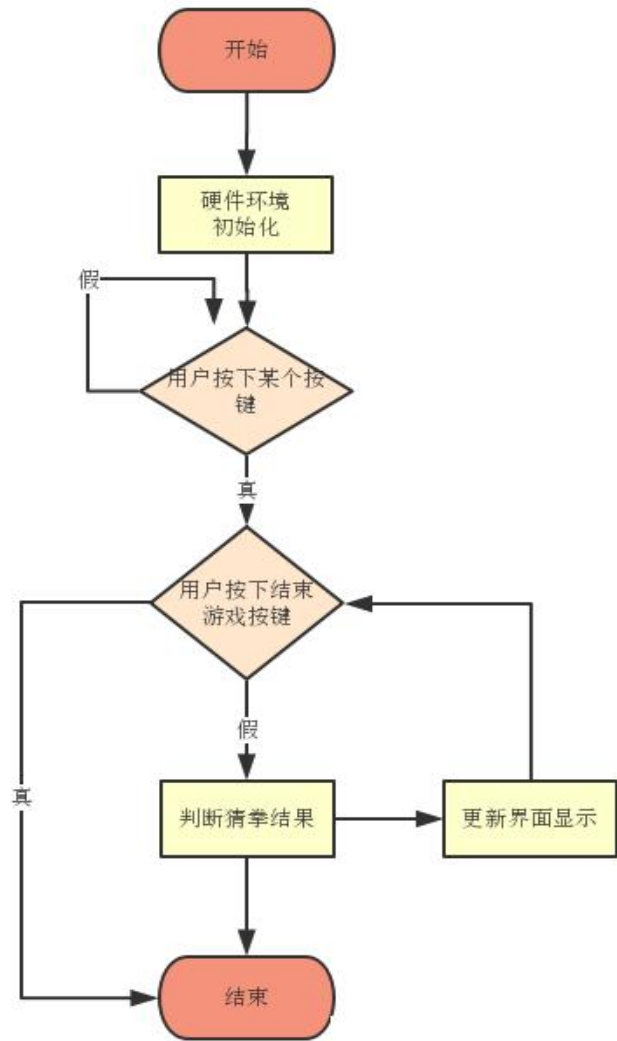 开始
硬件环境
初始化
假
用户按下某个按
键
真
用户按下结束
游戏按键
假
真
判断猜拳结果
更新界面显示
结束